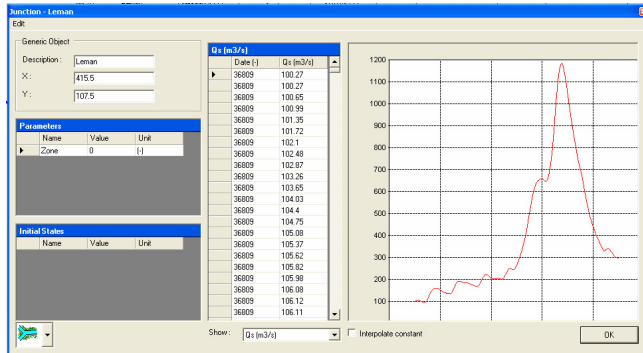 Junction - Leman
Edit
Generic Object
Description : Leman
X : 415.5
Y : 107.5
Parameters
Name Value Unit
Zone 0 (-)
Initial States
Name Value Unit
Qs (m3/s)
Date (-) Qs (m3/s)
36809 100.27
36809 100.27
36809 100.65
36809 100.99
36809 101.35
36809 101.72
36809 102.1
36809 102.48
36809 102.87
36809 103.26
36809 103.65
36809 104.03
36809 104.4
36809 104.75
36809 105.08
36809 105.37
36809 105.62
36809 105.82
36809 105.98
36809 106.08
36809 106.12
36809 106.11
Show : Qs (m3/s)
1200
1100
1000
900
800
700
600
500
400
300
200
100
Interpolate constant
OK